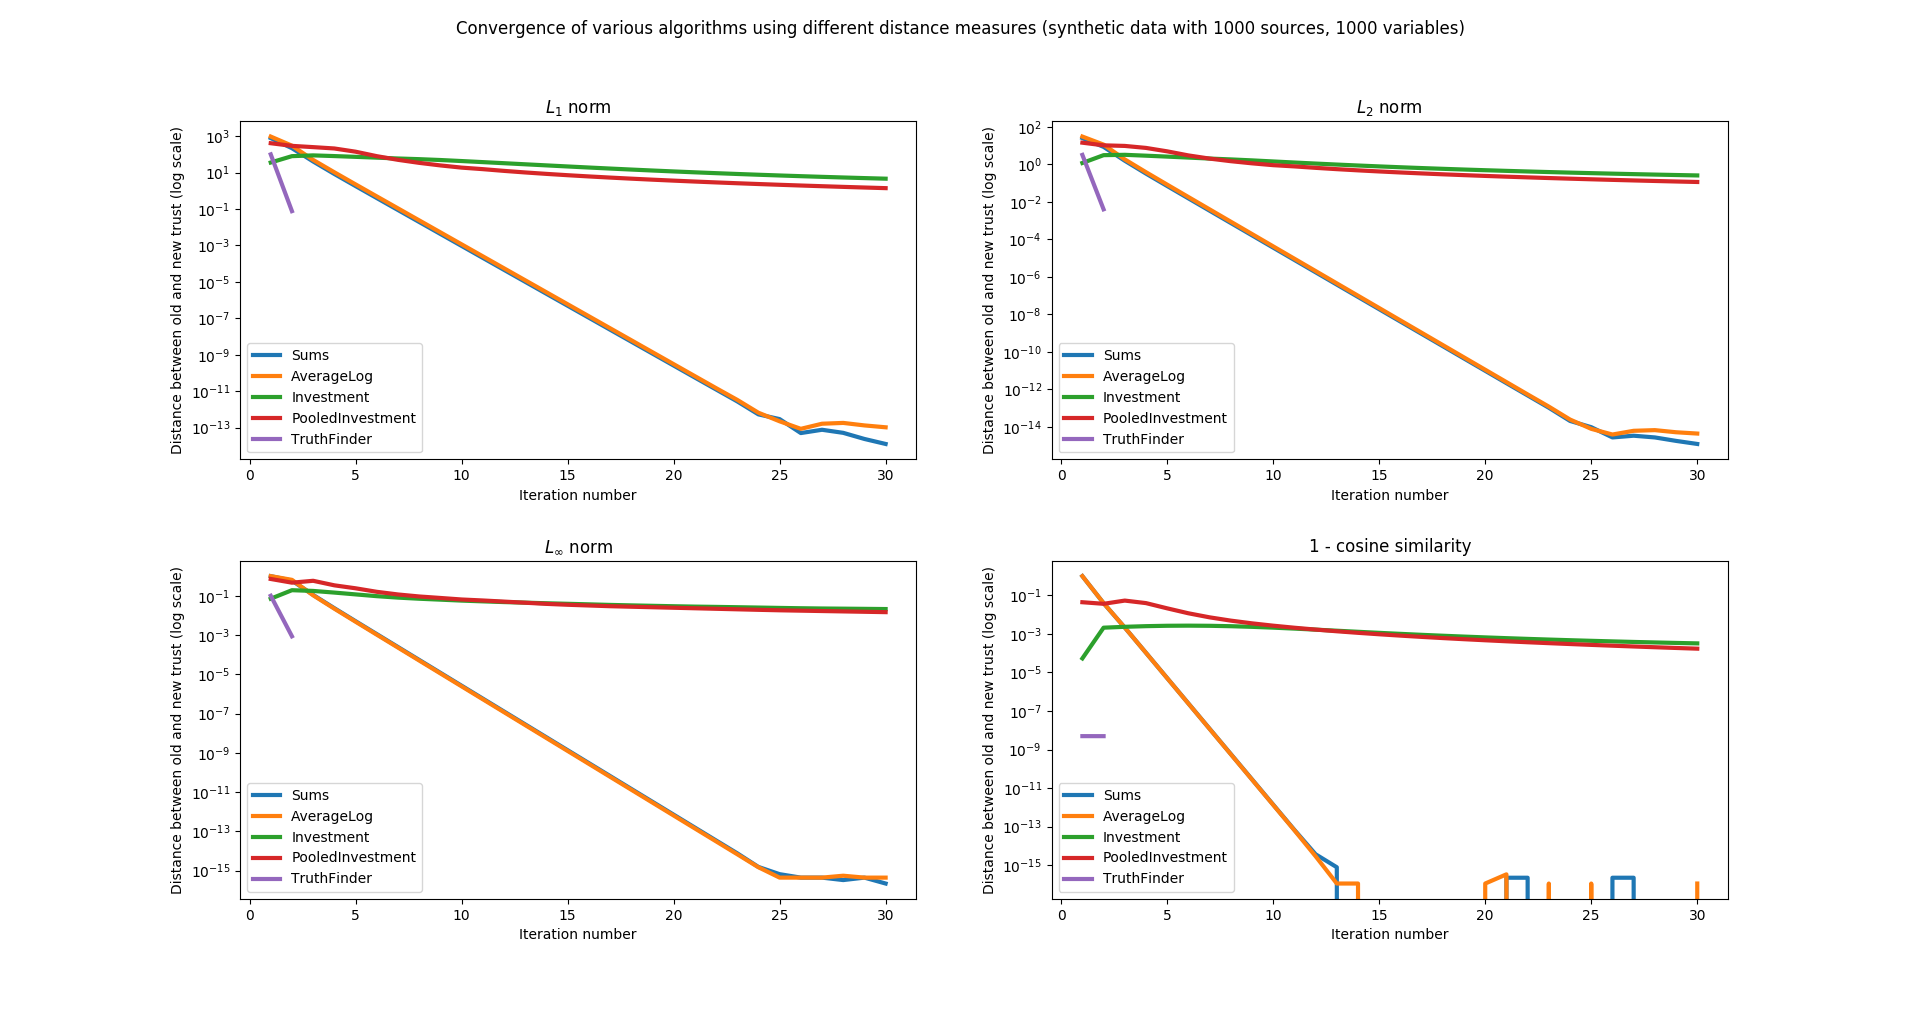 Convergence of various algorithms using different distance measures (synthetic data with 1000 sources, 1000 variables)
L₁ norm
Distance between old and new trust (log scale)
10³
10¹
10⁻¹
10⁻³
10⁻⁵
10⁻⁷
10⁻⁹
10⁻¹¹
10⁻¹³
Sums
AverageLog
Investment
PooledInvestment
TruthFinder
0 5 10 15 20 25 30
Iteration number
L₂ norm
Distance between old and new trust (log scale)
10²
10⁰
10⁻²
10⁻⁴
10⁻⁶
10⁻⁸
10⁻¹⁰
10⁻¹²
10⁻¹⁴
Sums
AverageLog
Investment
PooledInvestment
TruthFinder
0 5 10 15 20 25 30
Iteration number
L∞ norm
Distance between old and new trust (log scale)
10⁻¹
10⁻³
10⁻⁵
10⁻⁷
10⁻⁹
10⁻¹¹
10⁻¹³
10⁻¹⁵
Sums
AverageLog
Investment
PooledInvestment
TruthFinder
0 5 10 15 20 25 30
Iteration number
1 - cosine similarity
Distance between old and new trust (log scale)
10⁻¹
10⁻³
10⁻⁵
10⁻⁷
10⁻⁹
10⁻¹¹
10⁻¹³
10⁻¹⁵
Sums
AverageLog
Investment
PooledInvestment
TruthFinder
0 5 10 15 20 25 30
Iteration number